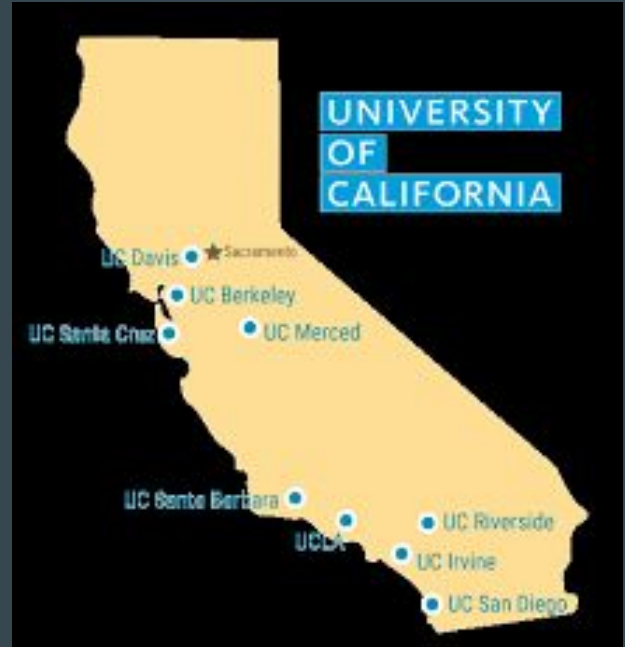 UNIVERSITY
OF
CALIFORNIA
UC Davis
Sacramento
UC Berkeley
UC Santa Cruz
UC Merced
UC Santa Barbara
UCLA
UC Riverside
UC Irvine
UC San Diego